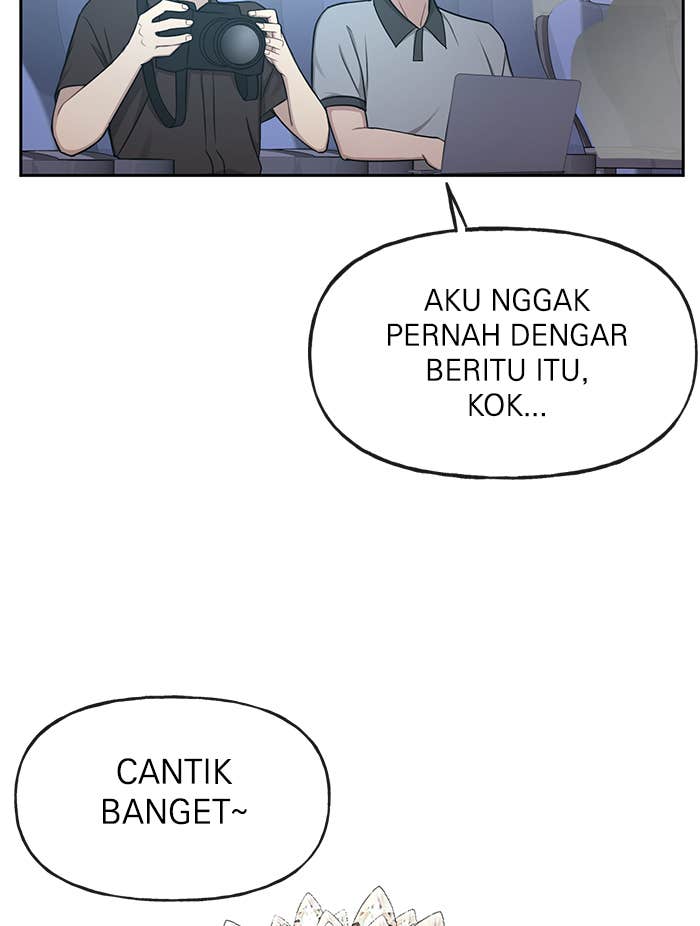 AKU NGGAK
PERNAH DENGAR
BERITU ITU,
KOK...
CANTIK
BANGET~